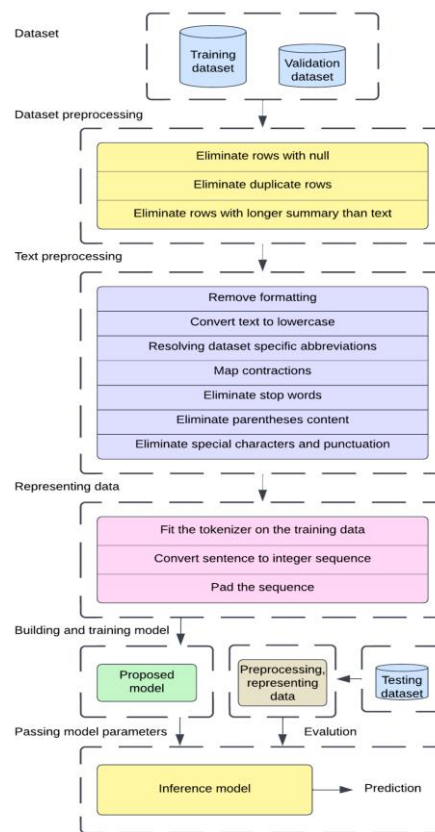 Dataset
Training
dataset
Validation
dataset
Dataset preprocessing
Eliminate rows with null
Eliminate duplicate rows
Eliminate rows with longer summary than text
Text preprocessing
Remove formatting
Convert text to lowercase
Resolving dataset specific abbreviations
Map contractions
Eliminate stop words
Eliminate parentheses content
Eliminate special characters and punctuation
Representing data
Fit the tokenizer on the training data
Convert sentence to integer sequence
Pad the sequence
Building and training model
Proposed
model
Preprocessing,
representing
data
Testing
dataset
Passing model parameters
Evalution
Inference model
Prediction